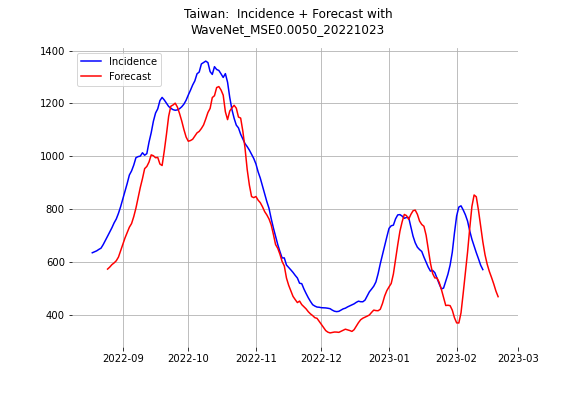 Taiwan:  Incidence + Forecast with
WaveNet_MSE0.0050_20221023
Incidence
Forecast
1400
1200
1000
800
600
400
2022-09 2022-10 2022-11 2022-12 2023-01 2023-02 2023-03